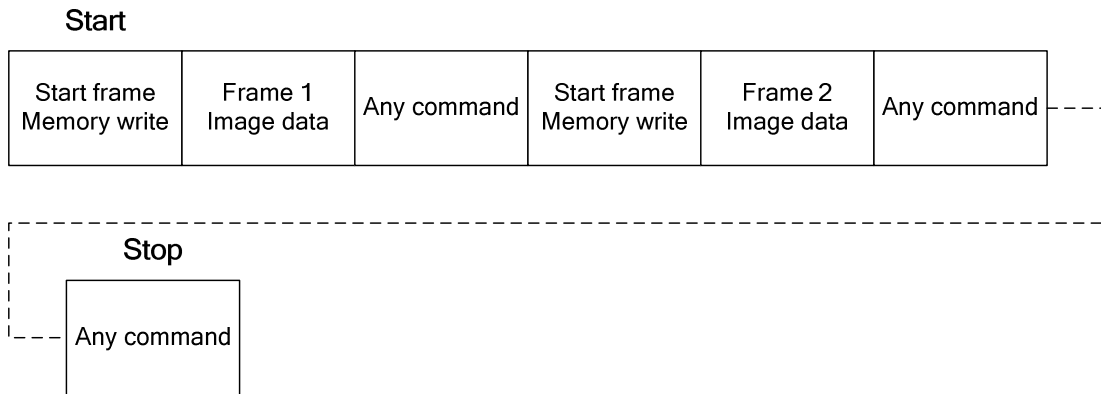 Start
Start frame
Memory write
Frame 1
Image data
Any command
Start frame
Memory write
Frame 2
Image data
Any command
Stop
Any command